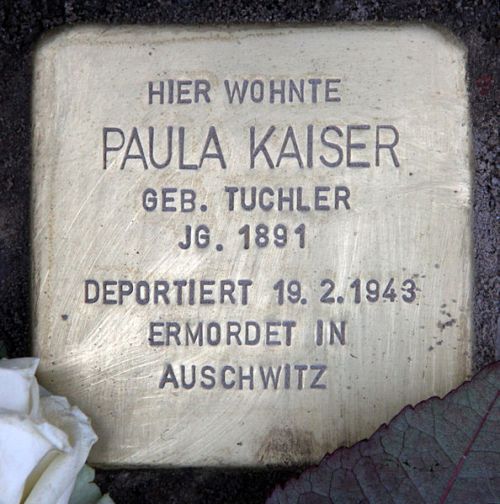 HIER WOHNTE
PAULA KAISER
GEB. TUCHLER
JG. 1891
DEPORTIERT 19.2.1943
ERMORDET IN
AUSCHWITZ